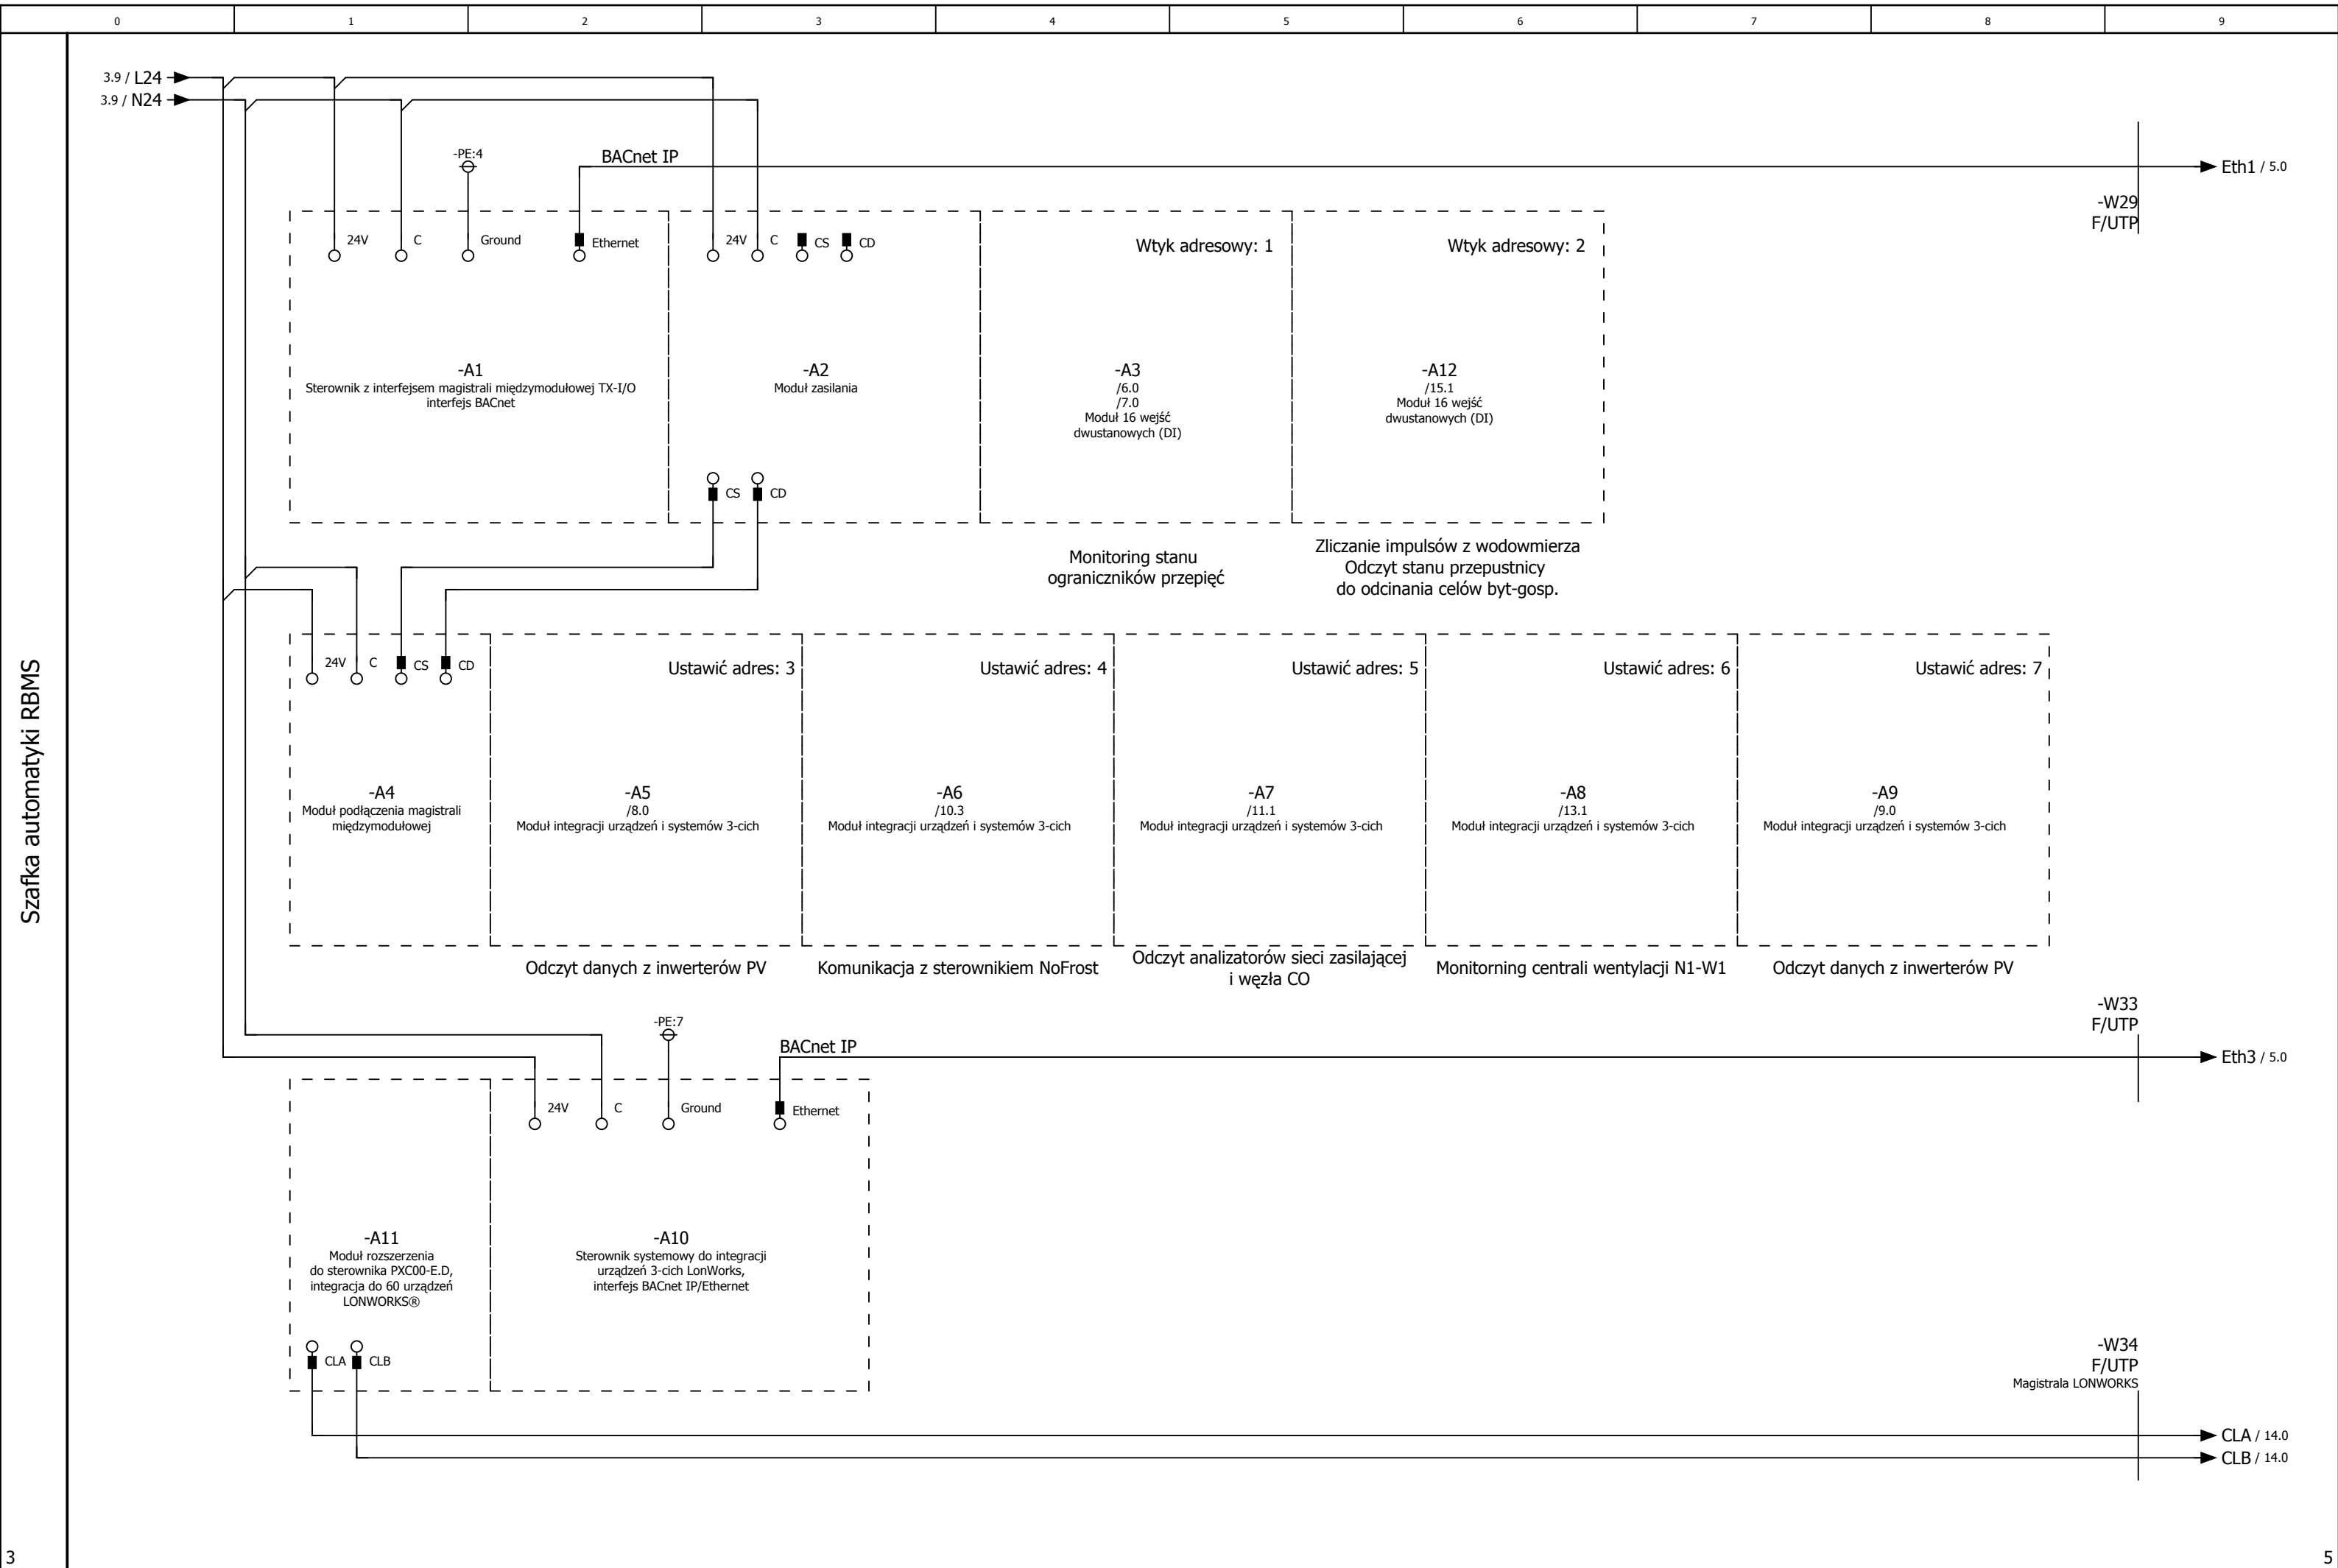 0 1 2 3 4 5 6 7 8 9
3.9 / L24
3.9 / N24
-PE:4
BACnet IP
Eth1 / 5.0
-W29
F/UTP
24V C Ground Ethernet
24V C CS CD
Wtyk adresowy: 1
Wtyk adresowy: 2
-A1
Sterownik z interfejsem magistrali międzymodułowej TX-I/O
interfejs BACnet
-A2
Moduł zasilania
-A3
/6.0
/7.0
Moduł 16 wejść
dwustanowych (DI)
-A12
/15.1
Moduł 16 wejść
dwustanowych (DI)
CS CD
Monitoring stanu
ograniczników przepięć
Zliczanie impulsów z wodowmierza
Odczyt stanu przepustnicy
do odcinania celów byt-gosp.
Szafka automatyki RBMS
24V C CS CD
Ustawić adres: 3
Ustawić adres: 4
Ustawić adres: 5
Ustawić adres: 6
Ustawić adres: 7
-A4
Moduł podłączenia magistrali
międzymodułowej
-A5
/8.0
Moduł integracji urządzeń i systemów 3-cich
-A6
/10.3
Moduł integracji urządzeń i systemów 3-cich
-A7
/11.1
Moduł integracji urządzeń i systemów 3-cich
-A8
/13.1
Moduł integracji urządzeń i systemów 3-cich
-A9
/9.0
Moduł integracji urządzeń i systemów 3-cich
Odczyt danych z inwerterów PV
Komunikacja z sterownikiem NoFrost
Odczyt analizatorów sieci zasilającej
i węzła CO
Monitorning centrali wentylacji N1-W1
Odczyt danych z inwerterów PV
-W33
F/UTP
-PE:7
BACnet IP
Eth3 / 5.0
24V C Ground Ethernet
-A11
Moduł rozszerzenia
do sterownika PXC00-E.D,
integracja do 60 urządzeń
LONWORKS®
-A10
Sterownik systemowy do integracji
urządzeń 3-cich LonWorks,
interfejs BACnet IP/Ethernet
CLA CLB
-W34
F/UTP
Magistrala LONWORKS
CLA / 14.0
CLB / 14.0
3
5